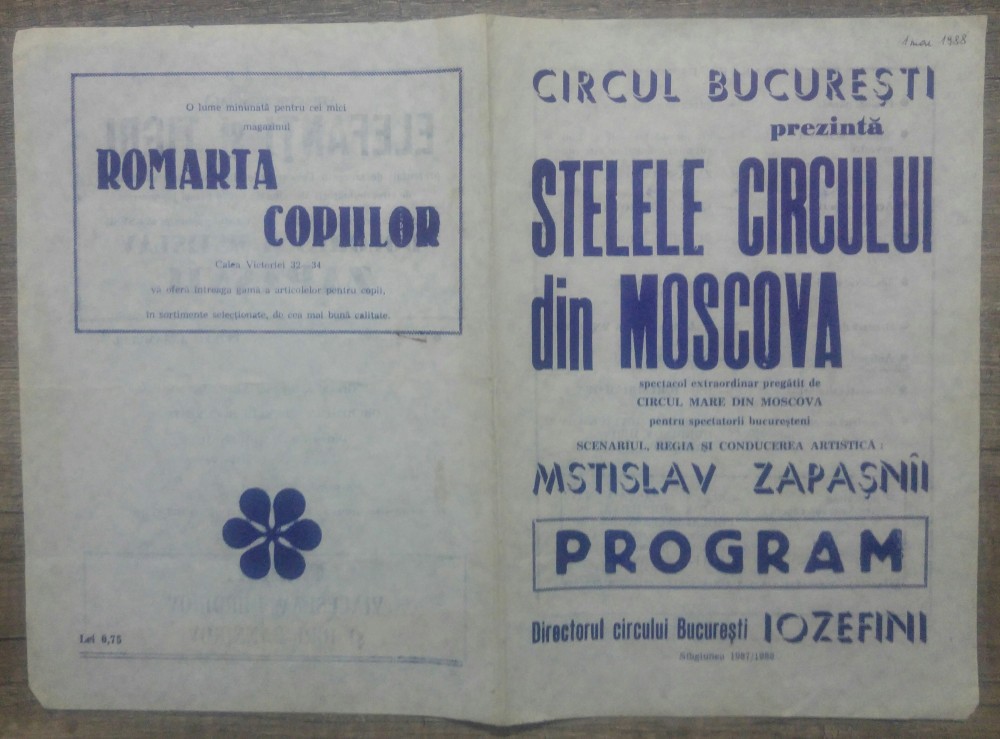 O lume minunată pentru cei mici
magazinul
ROMARTA
COPIILOR
Calea Victoriei 32—34
vă oferă întreaga gamă a articolelor pentru copii,
în sortimente selecționate, de cea mai bună calitate.
Lei 0,75
1 1988
CIRCUL BUCUREȘTI
prezintă
STELELE CIRCULUI
din MOSCOVA
spectacol extraordinar pregătit de
CIRCUL MARE DIN MOSCOVA
pentru spectatorii bucureșteni
SCENARIUL, REGIA ȘI CONDUCEREA ARTISTICĂ :
MSTISLAV ZAPAȘNÎI
PROGRAM
Directorul circului București IOZEFINI
Stagiunea 1987/1988